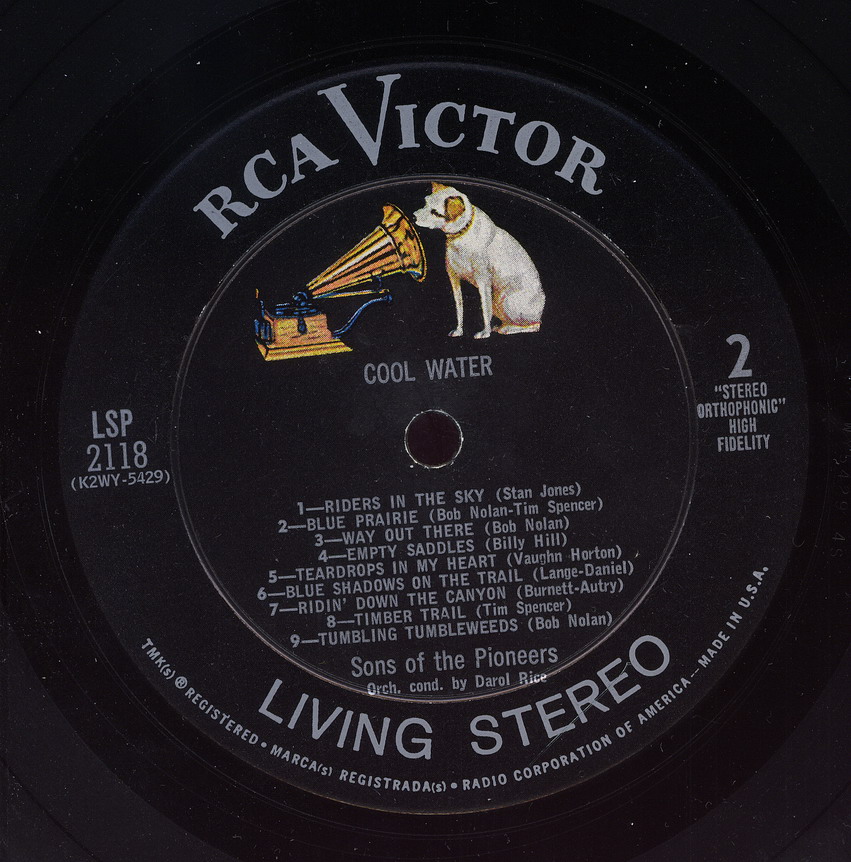 RCA VICTOR
COOL WATER
2
"STEREO
ORTHOPHONIC"
HIGH
FIDELITY
LSP
2118
(K2WY-5429)
1—RIDERS IN THE SKY (Stan Jones)
2—BLUE PRAIRIE (Bob Nolan-Tim Spencer)
3—WAY OUT THERE (Bob Nolan)
4—EMPTY SADDLES (Billy Hill)
5—TEARDROPS IN MY HEART (Vaughn Horton)
6—BLUE SHADOWS ON THE TRAIL (Lange-Daniel)
7—RIDIN' DOWN THE CANYON (Burnett-Autry)
8—TIMBER TRAIL (Tim Spencer)
9—TUMBLING TUMBLEWEEDS (Bob Nolan)
Sons of the Pioneers
Orch. cond. by Darol Rice
LIVING STEREO
TMK(s) ® REGISTERED • MARCA(s) REGISTRADA(s) • RADIO CORPORATION OF AMERICA—MADE IN U.S.A.